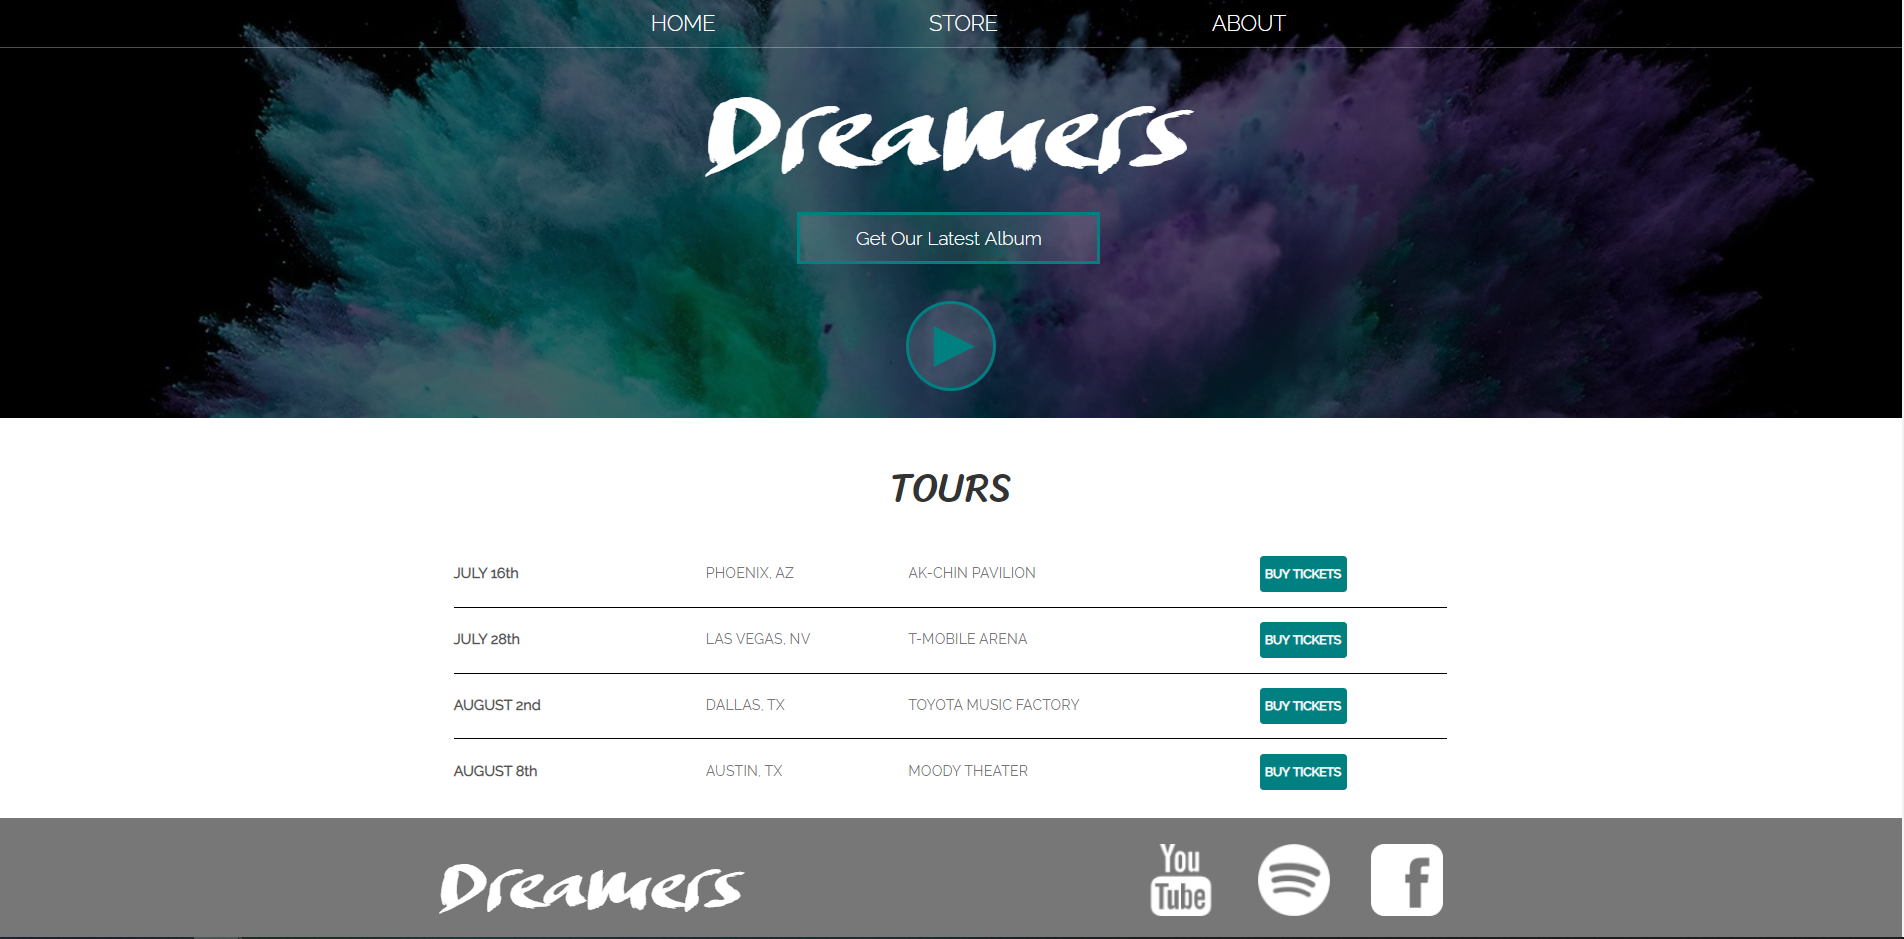 HOME STORE ABOUT
Dreamers
Get Our Latest Album
TOURS
JULY 16th PHOENIX, AZ AK-CHIN PAVILION BUY TICKETS
JULY 28th LAS VEGAS, NV T-MOBILE ARENA BUY TICKETS
AUGUST 2nd DALLAS, TX TOYOTA MUSIC FACTORY BUY TICKETS
AUGUST 8th AUSTIN, TX MOODY THEATER BUY TICKETS
Dreamers
You
Tube
f